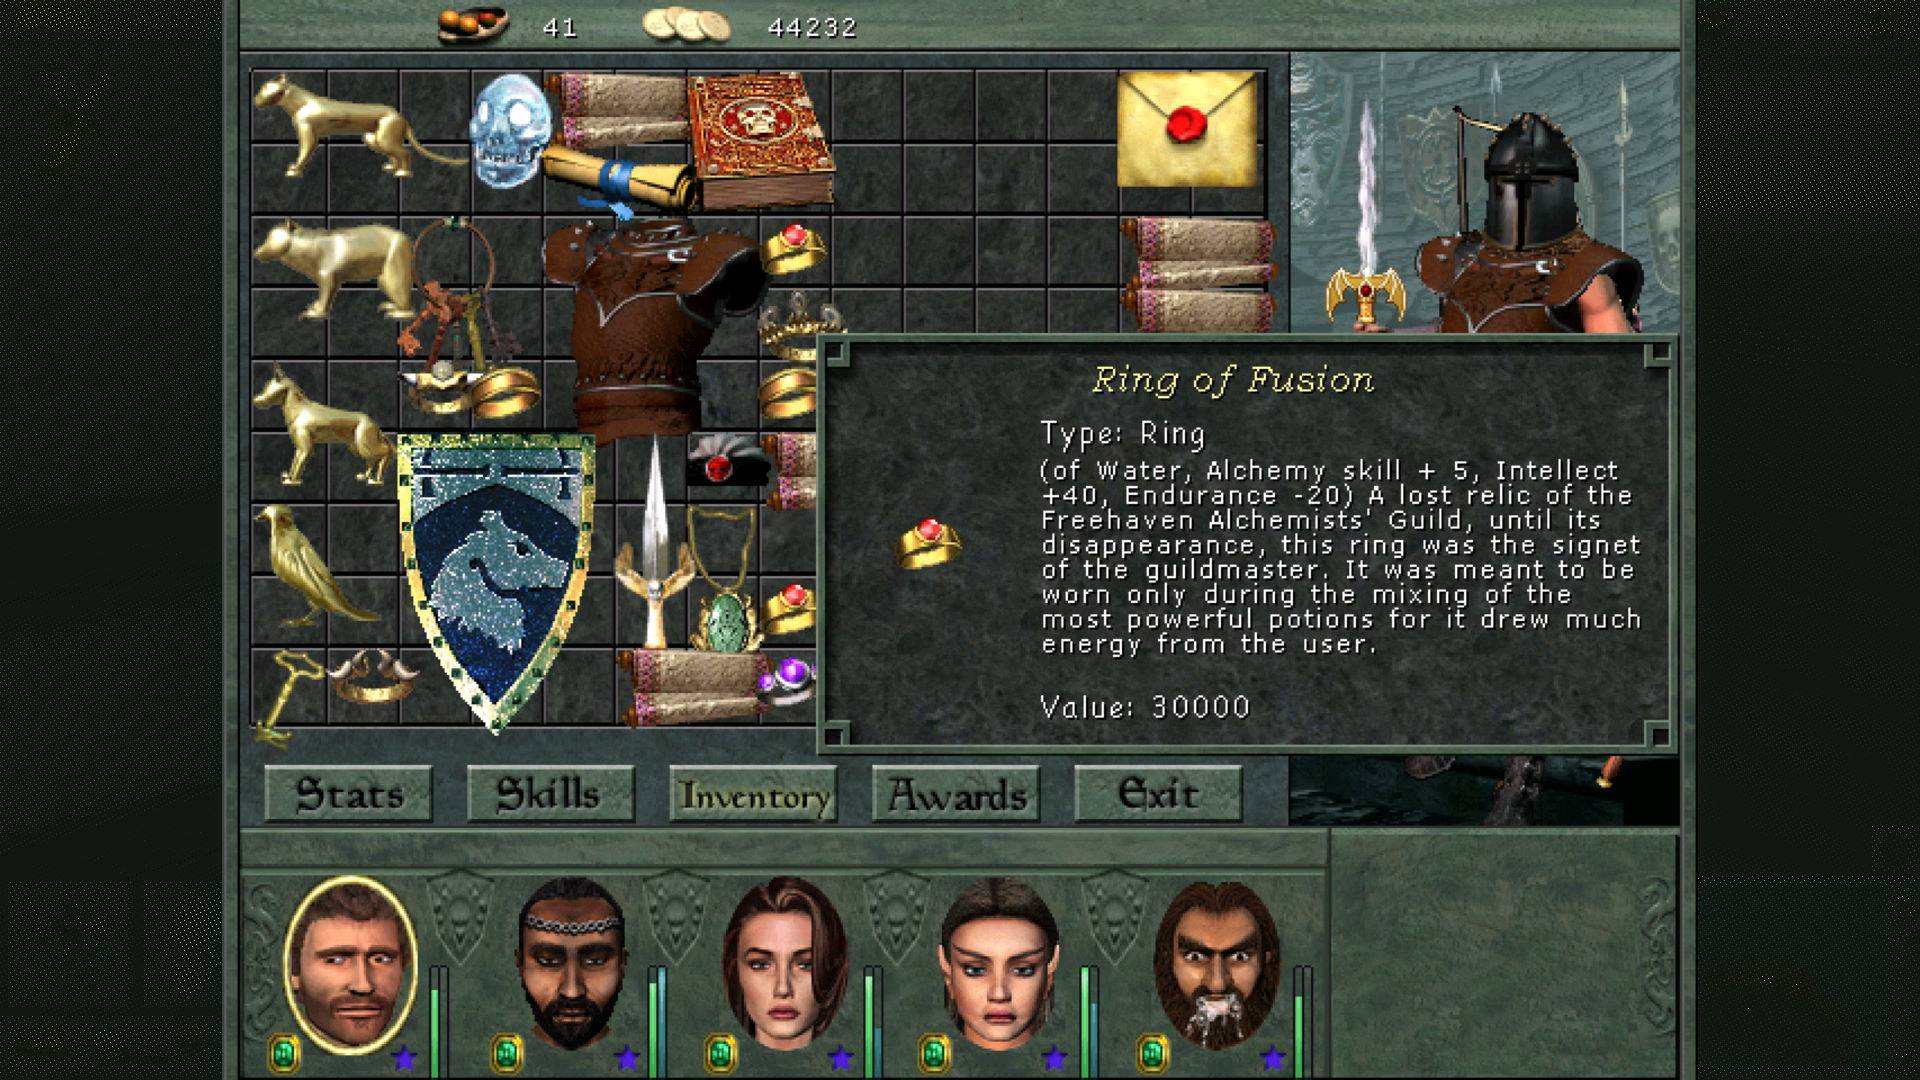 41 44232
Ring of Fusion
Type: Ring
(of Water, Alchemy skill + 5, Intellect
+40, Endurance -20) A lost relic of the
Freehaven Alchemists' Guild, until its
disappearance, this ring was the signet
of the guildmaster. It was meant to be
worn only during the mixing of the
most powerful potions for it drew much
energy from the user.
Value: 30000
Stats Skills Inventory Awards Exit